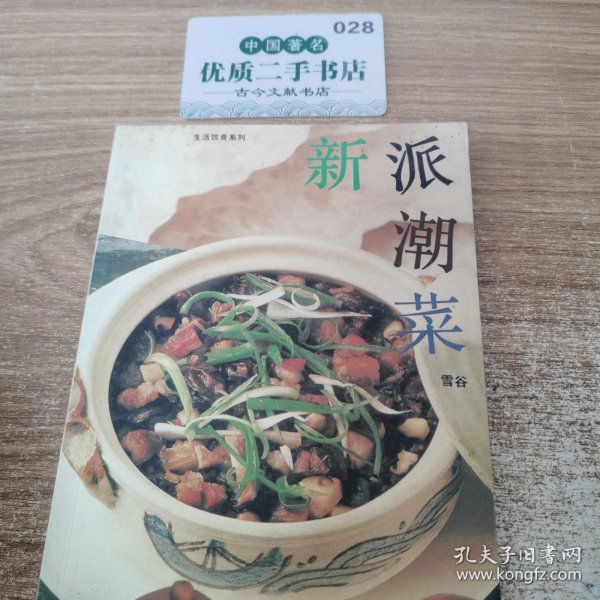 028
中国著名
优质二手书店
古今文献书店
生活饮食系列
新
派潮菜
雪谷
孔夫子旧书网
www.kongfz.com